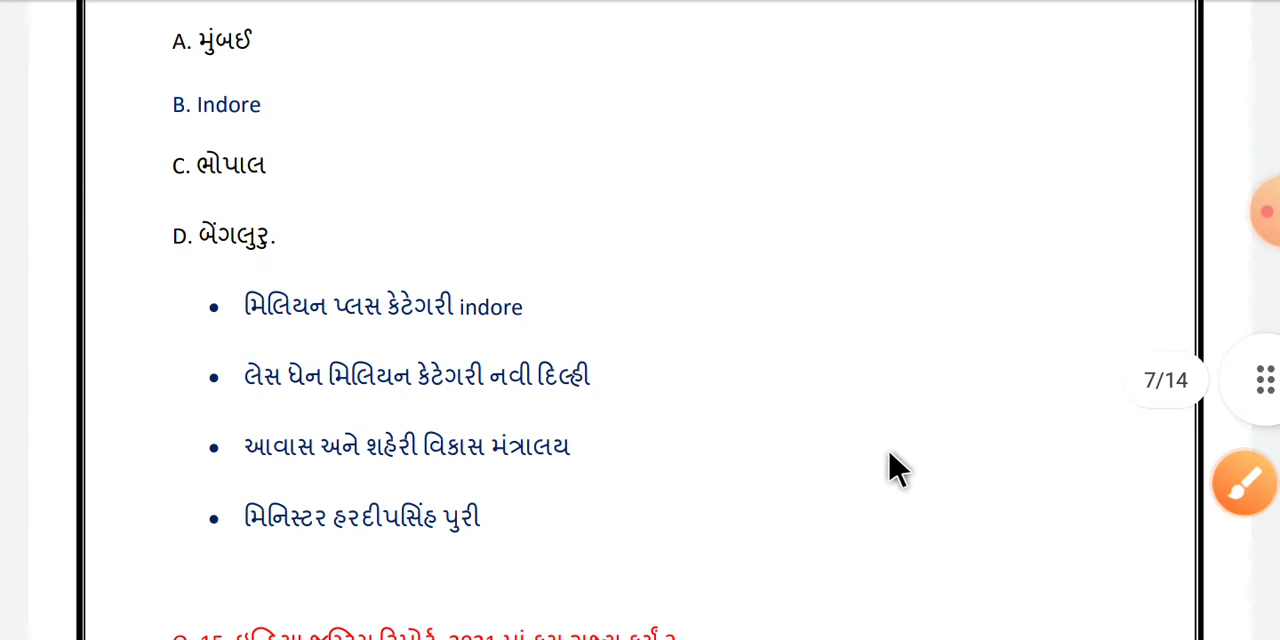 A. મુંબઈ
B. Indore
C. ભોપાલ
D. બેંગલુરુ.
• મિલિયન પ્લસ કેટેગરી indore
• લેસ ધેન મિલિયન કેટેગરી નવી દિલ્હી
7/14
• આવાસ અને શહેરી વિકાસ મંત્રાલય
• મિનિસ્ટર હરદીપસિંહ પુરી